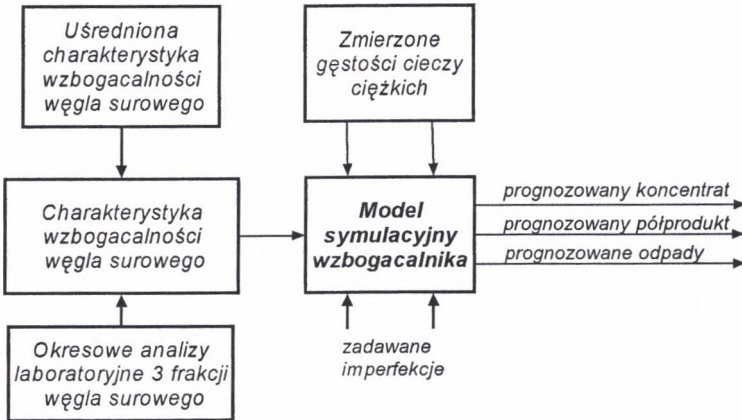 Uśredniona
charakterystyka
wzbogacalności
węgla surowego
Zmierzone
gęstości cieczy
ciężkich
Charakterystyka
wzbogacalności
węgla surowego
Model
symulacyjny
wzbogacalnika
prognozowany koncentrat
prognozowany półprodukt
prognozowane odpady
Okresowe analizy
laboratoryjne 3 frakcji
węgla surowego
zadawane
imperfekcje